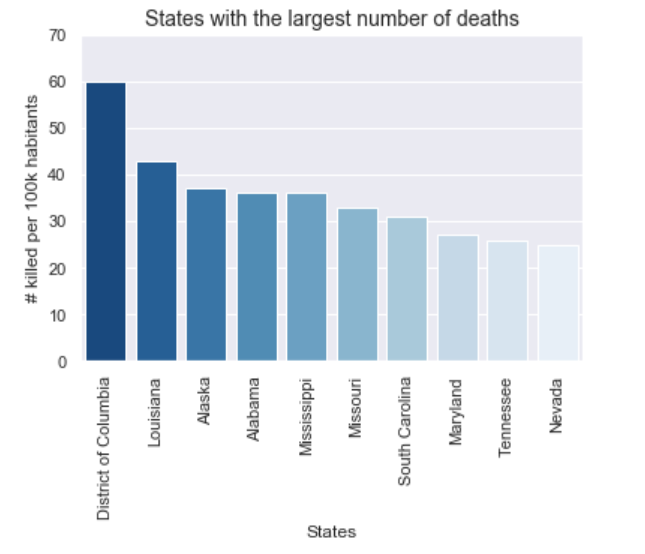 States with the largest number of deaths
# killed per 100k habitants
70
60
50
40
30
20
10
0
District of Columbia
Louisiana
Alaska
Alabama
Mississippi
Missouri
South Carolina
Maryland
Tennessee
Nevada
States